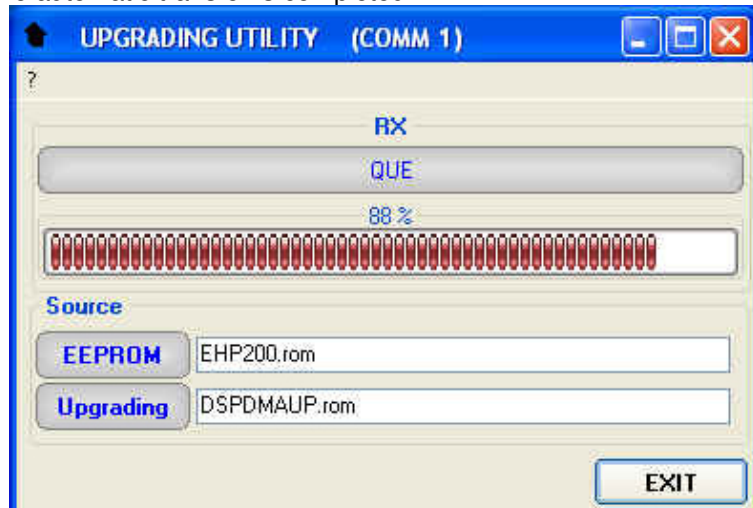 UPGRADING UTILITY (COMM 1)
?
RX
QUE
88 %
Source
EEPROM EHP200.rom
Upgrading DSPDMAUP.rom
EXIT